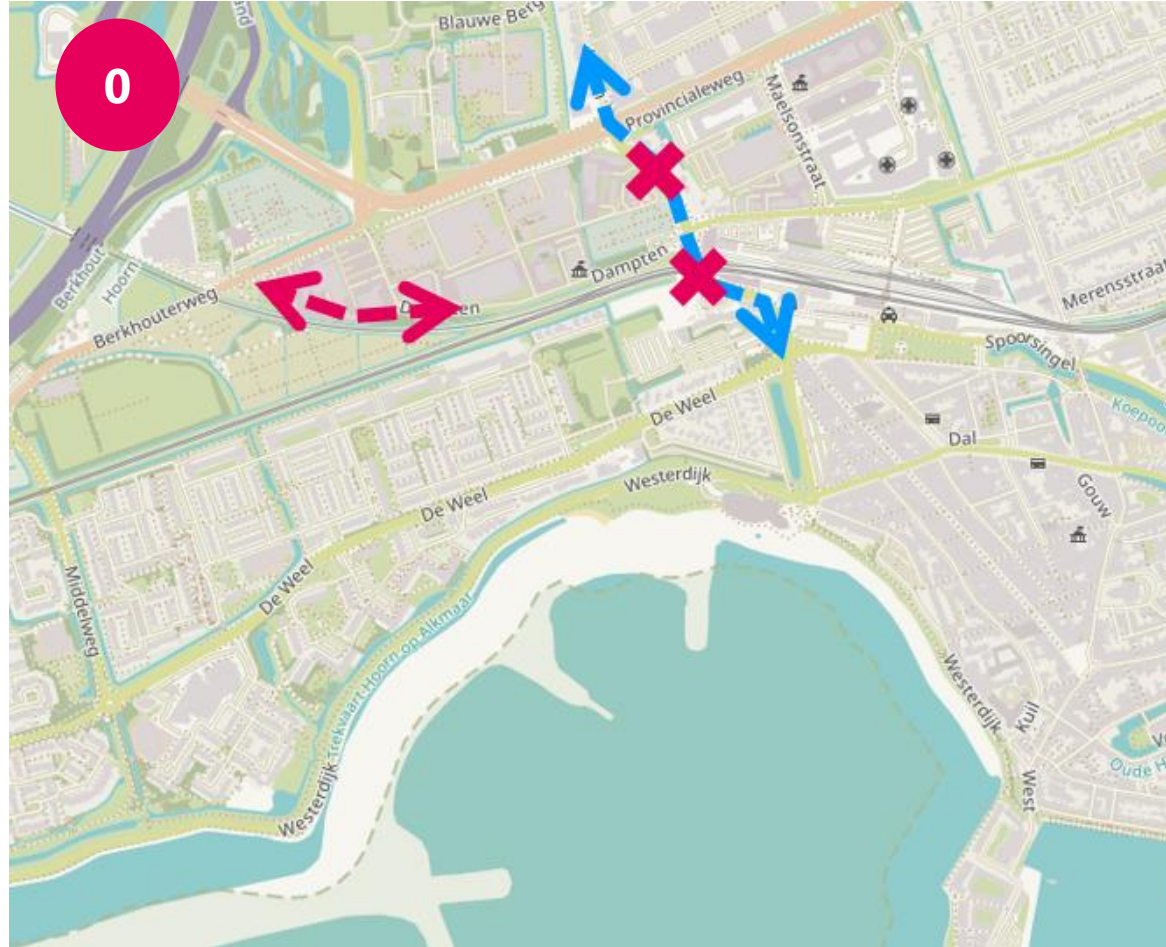 Blauwe Berg
0
Provincialeweg
Maelsonstraat
Berkhout
Hoorn
Dampten
Berkhouterweg
Merensstraat
Spoorsingel
De Weel
Dal
Westerdijk
Gouw
De Weel
Middelweg
De Weel
Trekvaart Hoorn op Alkmaar
Westerdijk
Kuil
Westerdijk
West
Oude H